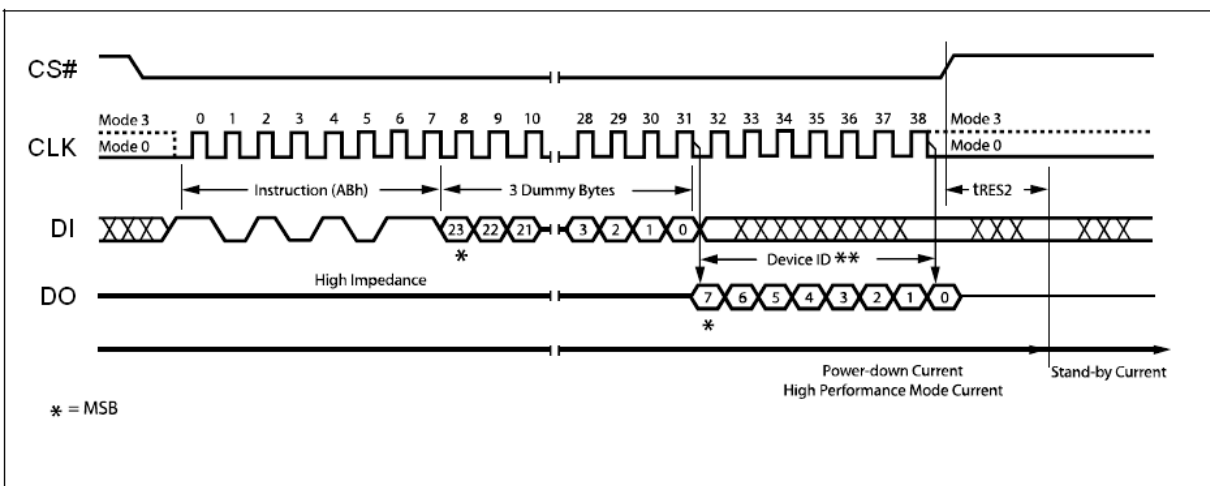 CS#
Mode 3 0 1 2 3 4 5 6 7 8 9 10 28 29 30 31 32 33 34 35 36 37 38 Mode 3
CLK Mode 0 Mode 0
Instruction (ABh) 3 Dummy Bytes tRES2
DI 23 22 21 3 2 1 0
* Device ID **
High Impedance
DO 7 6 5 4 3 2 1 0
*
Power-down Current Stand-by Current
High Performance Mode Current
* = MSB